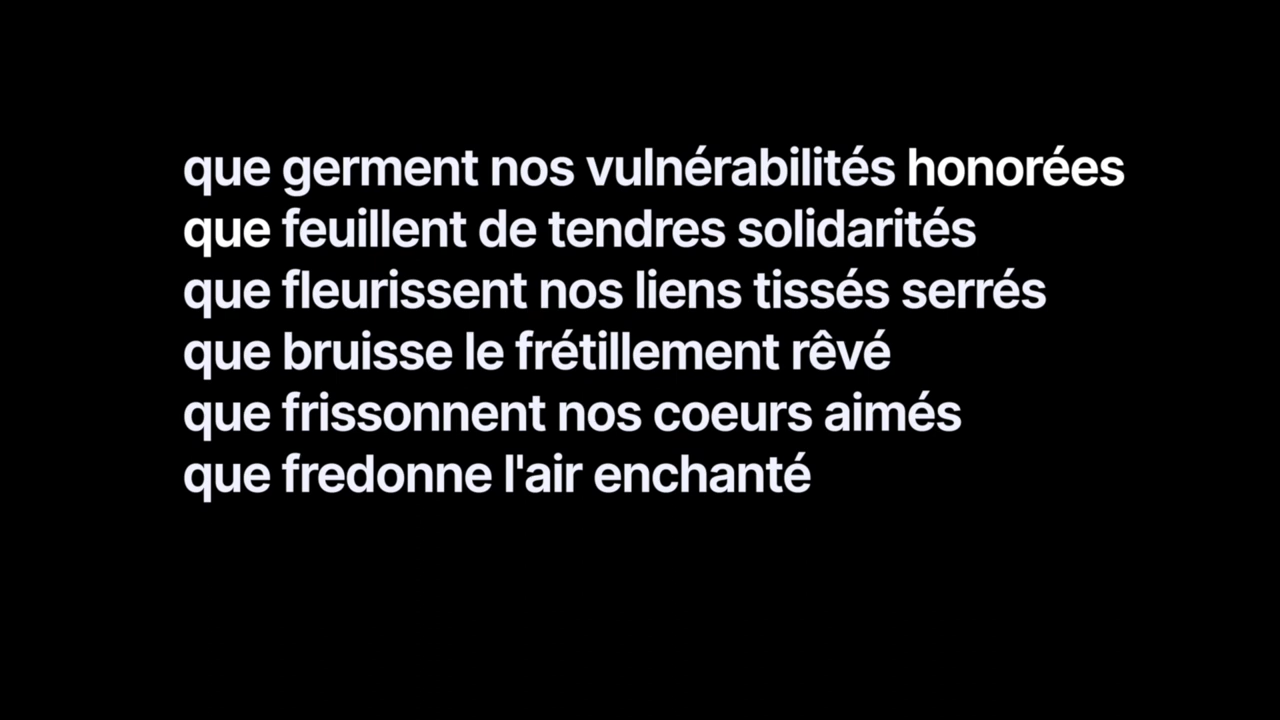 que germent nos vulnérabilités honorées
que feuillent de tendres solidarités
que fleurissent nos liens tissés serrés
que bruisse le frétillement rêvé
que frissonnent nos coeurs aimés
que fredonne l'air enchanté